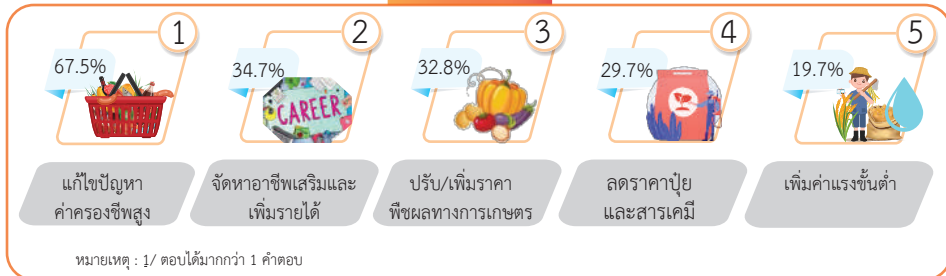 1
67.5%
แก้ไขปัญหา
ค่าครองชีพสูง
2
34.7%
CAREER
จัดหาอาชีพเสริมและ
เพิ่มรายได้
3
32.8%
ปรับ/เพิ่มราคา
พืชผลทางการเกษตร
4
29.7%
ลดราคาปุ๋ย
และสารเคมี
5
19.7%
เพิ่มค่าแรงขั้นต่ำ
หมายเหตุ : 1/ ตอบได้มากกว่า 1 คำตอบ